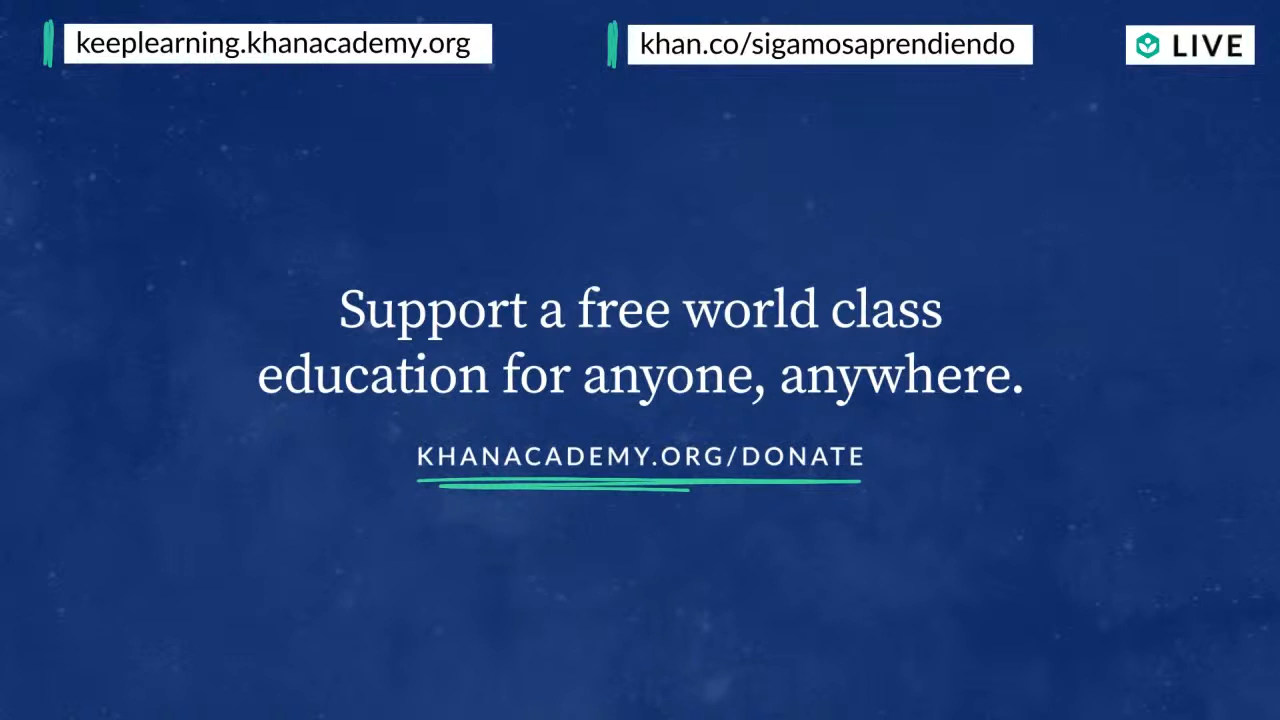 keeplearning.khanacademy.org
khan.co/sigamosaprendiendo
LIVE
Support a free world class
education for anyone, anywhere.
KHANACADEMY.ORG/DONATE